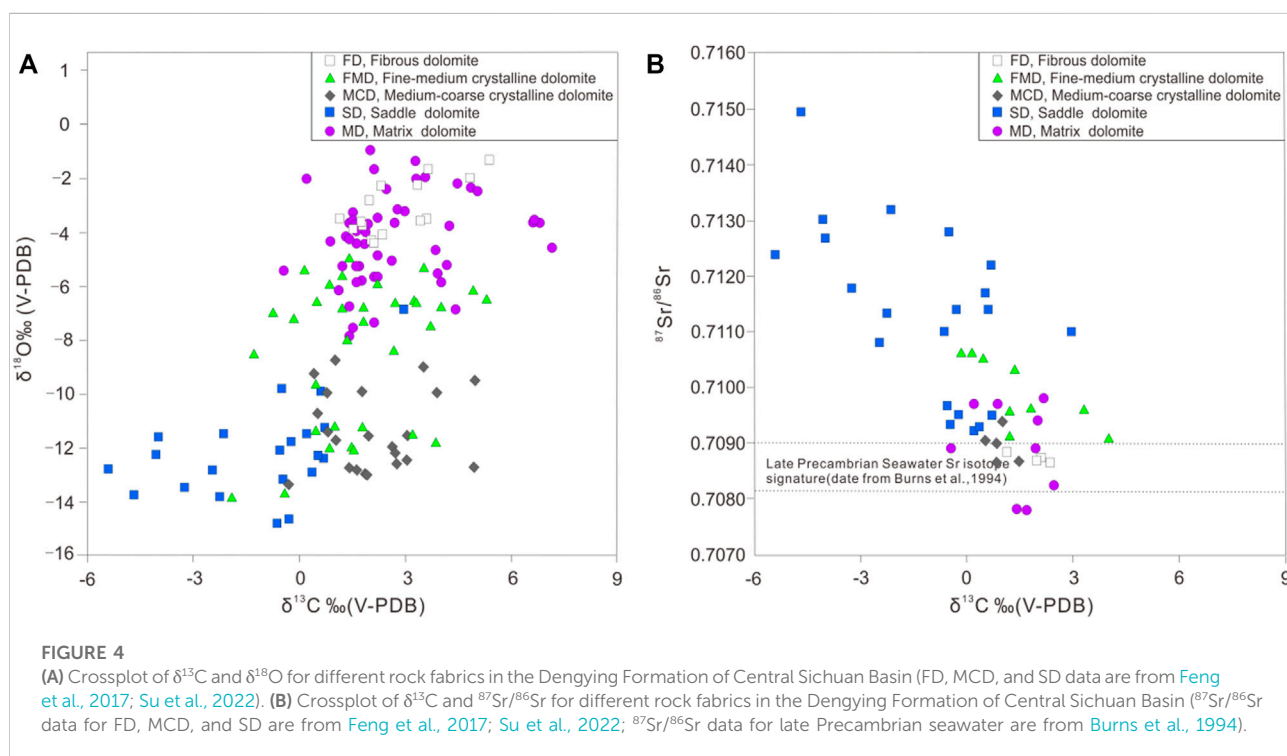 A
FD, Fibrous dolomite
FMD, Fine-medium crystalline dolomite
MCD, Medium-coarse crystalline dolomite
SD, Saddle dolomite
MD, Matrix dolomite
1
0
−2
−4
−6
−8
−10
−12
−14
−16
δ¹⁸O‰ (V-PDB)
−6
−3
0
3
6
9
δ¹³C ‰(V-PDB)
B
FD, Fibrous dolomite
FMD, Fine-medium crystalline dolomite
MCD, Medium-coarse crystalline dolomite
SD, Saddle dolomite
MD, Matrix dolomite
0.7160
0.7150
0.7130
0.7120
0.7110
0.7100
0.7090
0.7080
0.7070
⁸⁷Sr/⁸⁶Sr
Late Precambrian Seawater Sr isotope
signature(date from Burns et al.,1994)
-6
-3
0
3
6
9
δ¹³C ‰(V-PDB)
FIGURE 4
(A) Crossplot of δ¹³C and δ¹⁸O for different rock fabrics in the Dengying Formation of Central Sichuan Basin (FD, MCD, and SD data are from Feng
et al., 2017; Su et al., 2022). (B) Crossplot of δ¹³C and ⁸⁷Sr/⁸⁶Sr for different rock fabrics in the Dengying Formation of Central Sichuan Basin (⁸⁷Sr/⁸⁶Sr
data for FD, MCD, and SD are from Feng et al., 2017; Su et al., 2022; ⁸⁷Sr/⁸⁶Sr data for late Precambrian seawater are from Burns et al., 1994).